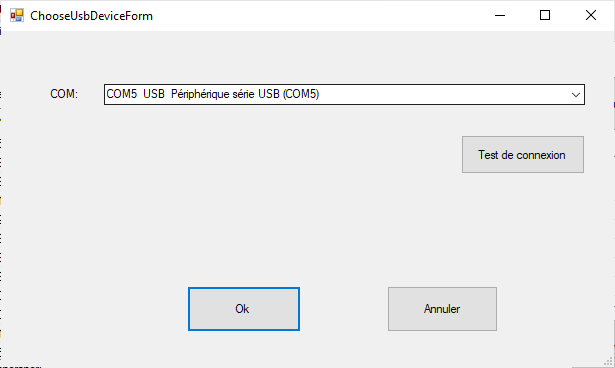 ChooseUsbDeviceForm
COM: COM5 USB Périphérique série USB (COM5)
Test de connexion
Ok Annuler